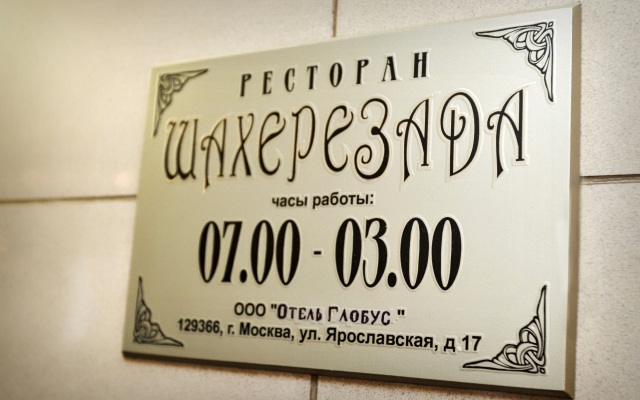 РЕСТОРАН
ШАХЕРЕЗАДА
часы работы:
07.00 - 03.00
ООО "Отель Глобус"
129366, г. Москва, ул. Ярославская, д 17